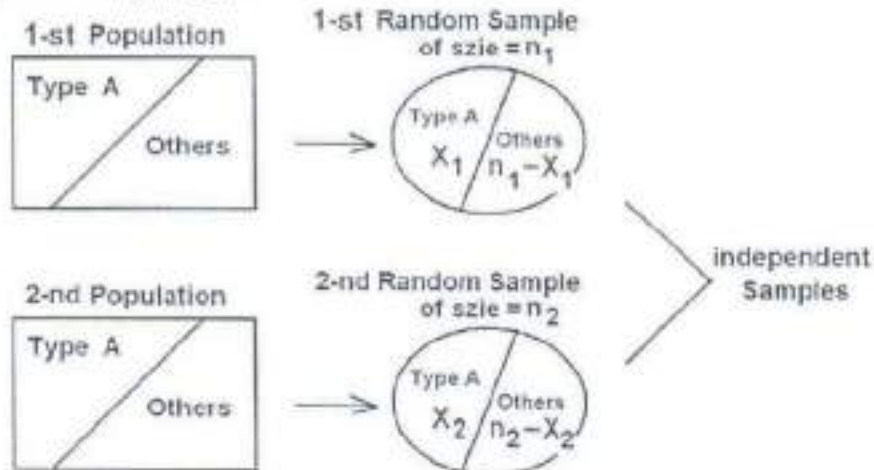 1-st Population
1-st Random Sample
of szie = n₁
Type A
Others
Type A
X₁
Others
n₁−X₁
2-nd Population
2-nd Random Sample
of szie = n₂
Type A
Others
Type A
X₂
Others
n₂−X₂
independent
Samples